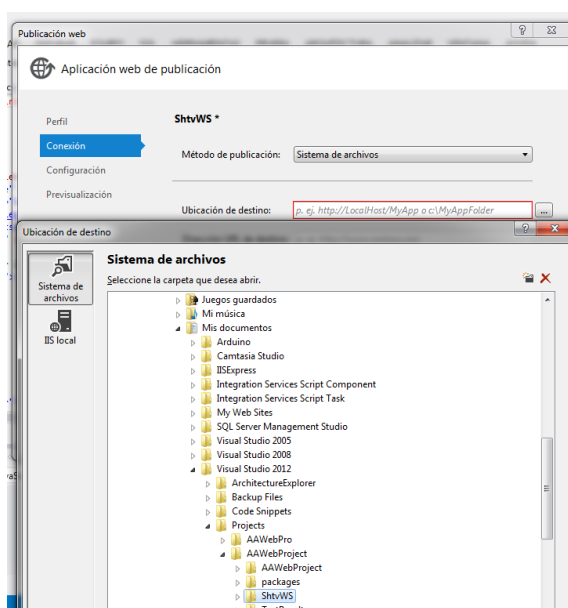 Publicación web
Aplicación web de publicación
Perfil
Conexión
Configuración
Previsualización
ShtvWS *
Método de publicación: Sistema de archivos
Ubicación de destino: p. ej. http://LocalHost/MyApp o c:\MyAppFolder ...
Ubicación de destino
Sistema de archivos
IIS local
Sistema de archivos
Seleccione la carpeta que desea abrir.
Juegos guardados
Mi música
Mis documentos
Arduino
Camtasia Studio
IISExpress
Integration Services Script Component
Integration Services Script Task
My Web Sites
SQL Server Management Studio
Visual Studio 2005
Visual Studio 2008
Visual Studio 2012
ArchitectureExplorer
Backup Files
Code Snippets
Projects
AAWebPro
AAWebProject
AAWebProject
packages
ShtvWS